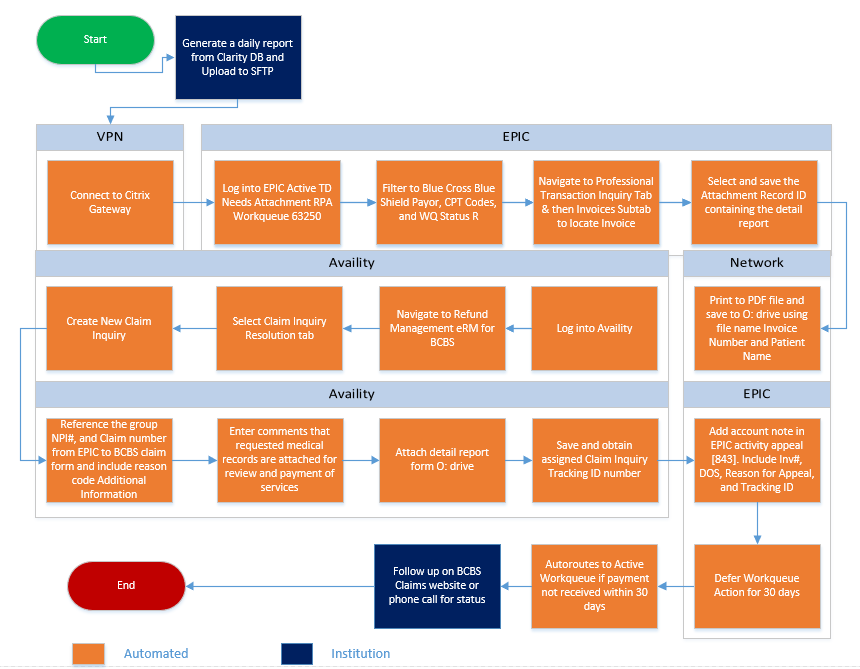 Start
Generate a daily report
from Clarity DB and
Upload to SFTP
VPN
EPIC
Connect to Citrix
Gateway
Log into EPIC Active TD
Needs Attachment RPA
Workqueue 63250
Filter to Blue Cross Blue
Shield Payor, CPT Codes,
and WQ Status R
Navigate to Professional
Transaction Inquiry Tab
& then Invoices Subtab
to locate Invoice
Select and save the
Attachment Record ID
containing the detail
report
Availity
Network
Create New Claim
Inquiry
Select Claim Inquiry
Resolution tab
Navigate to Refund
Management eRM for
BCBS
Log into Availity
Print to PDF file and
save to O: drive using
file name Invoice
Number and Patient
Name
Availity
EPIC
Reference the group
NPI#, and Claim number
from EPIC to BCBS claim
form and include reason
code Additional
Information
Enter comments that
requested medical
records are attached for
review and payment of
services
Attach detail report
form O: drive
Save and obtain
assigned Claim Inquiry
Tracking ID number
Add account note in
EPIC activity appeal
[843]. Include Inv#,
DOS, Reason for Appeal,
and Tracking ID
End
Follow up on BCBS
Claims website or
phone call for status
Autoroutes to Active
Workqueue if payment
not received within 30
days
Defer Workqueue
Action for 30 days
Automated
Institution